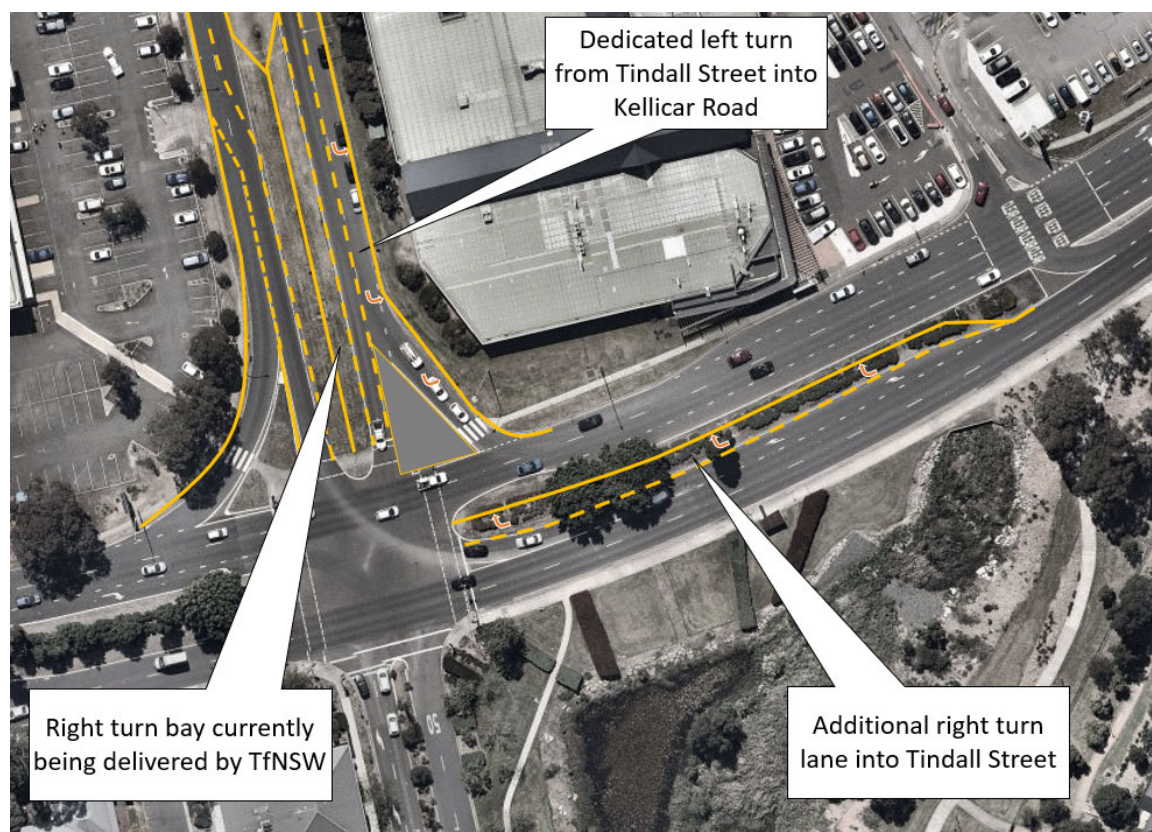 Dedicated left turn
from Tindall Street into
Kellicar Road
Right turn bay currently
being delivered by TfNSW
Additional right turn
lane into Tindall Street
50